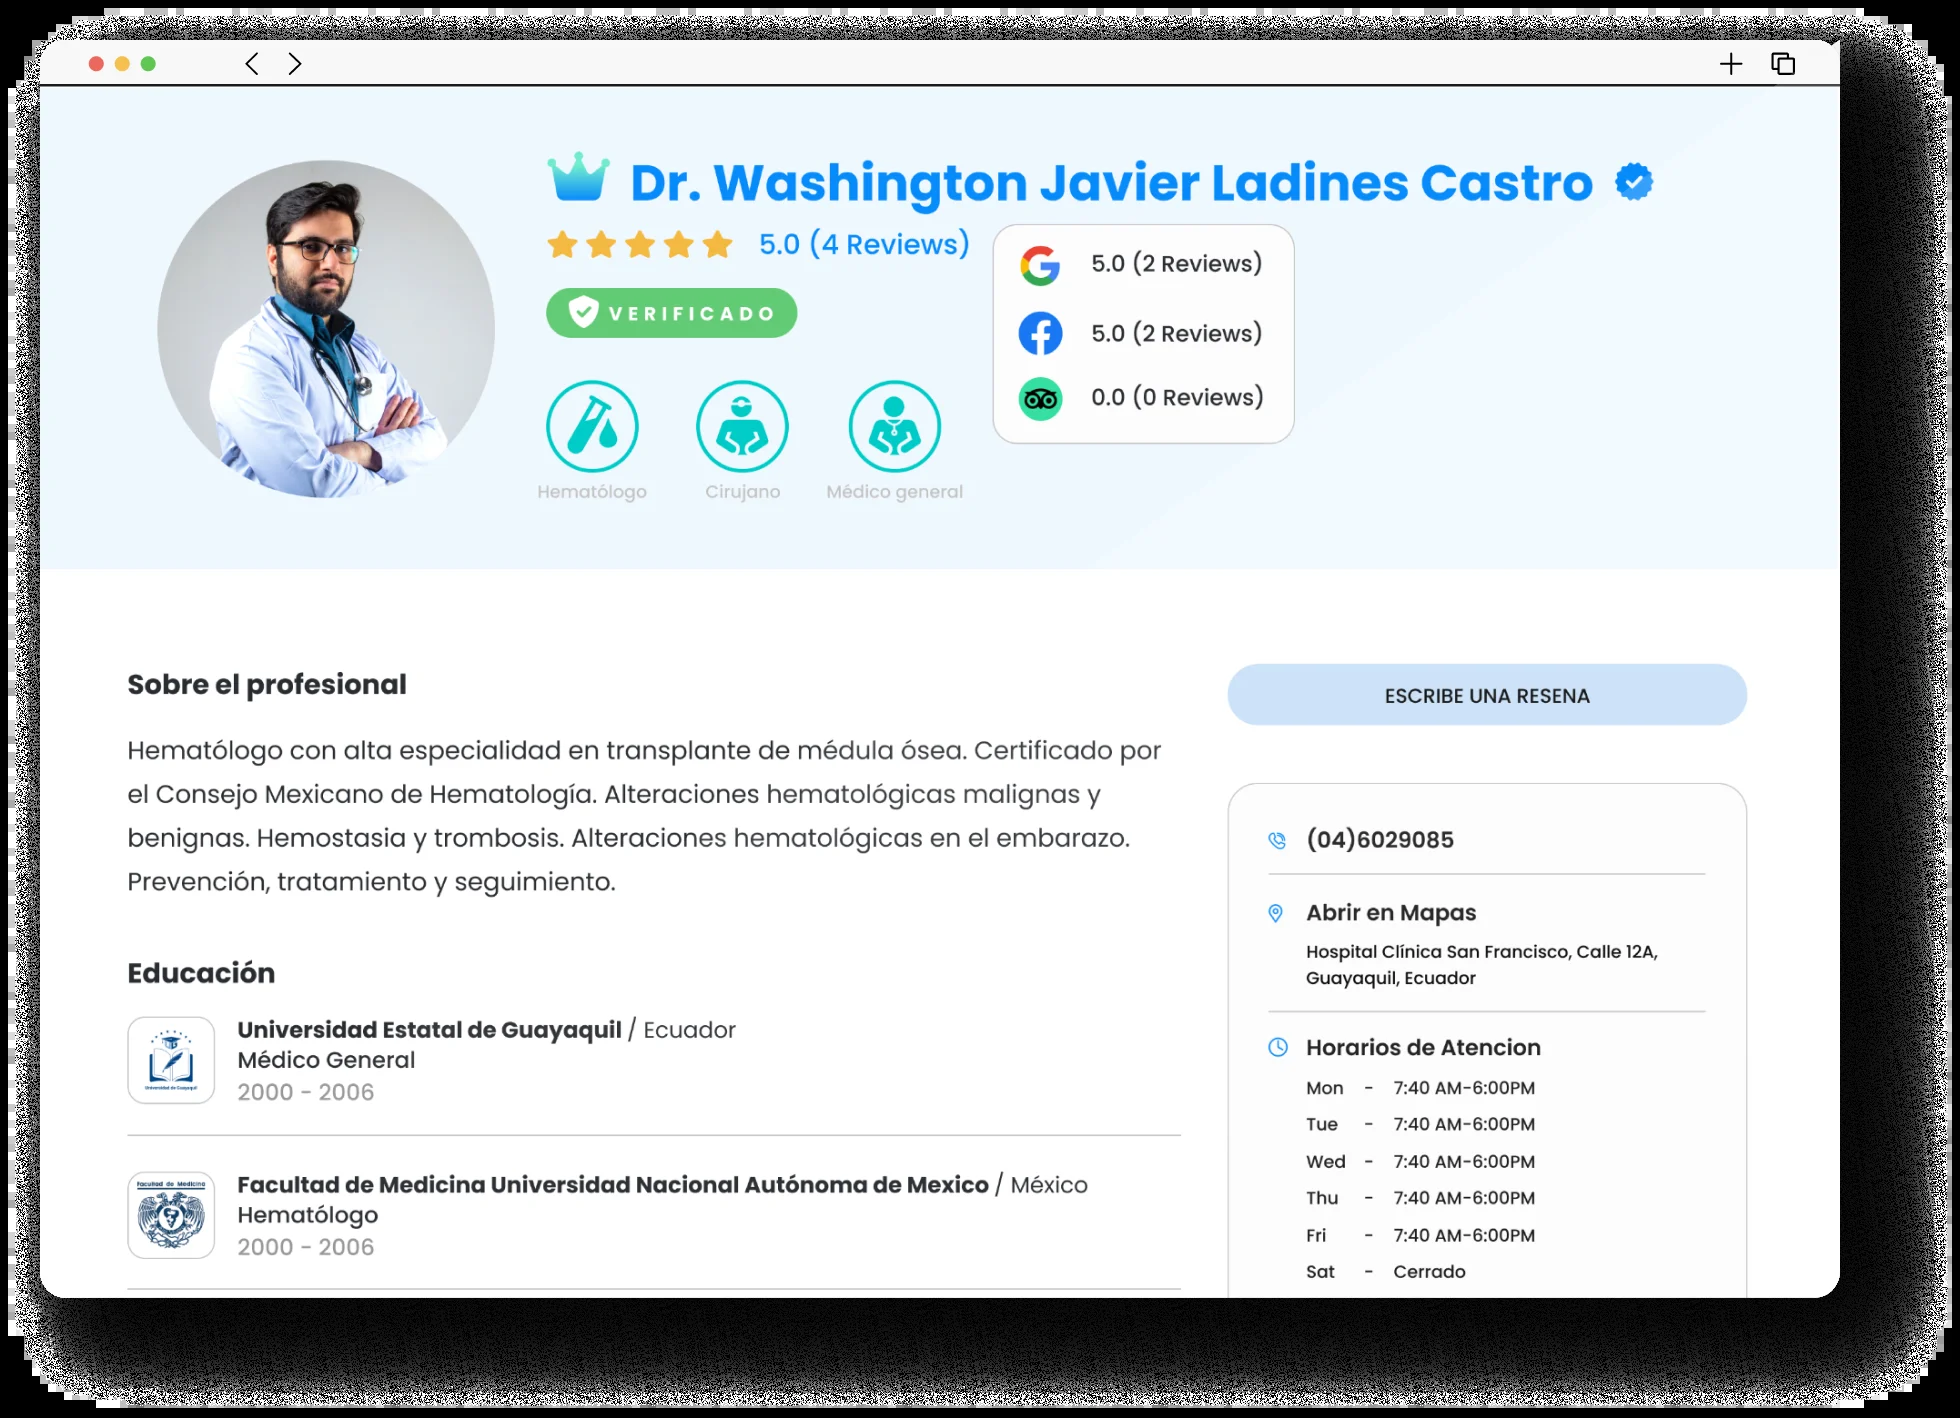 Dr. Washington Javier Ladines Castro
5.0 (4 Reviews)
VERIFICADO
5.0 (2 Reviews)
5.0 (2 Reviews)
0.0 (0 Reviews)
Hematólogo
Cirujano
Médico general
Sobre el profesional
Hematólogo con alta especialidad en transplante de médula ósea. Certificado por
el Consejo Mexicano de Hematología. Alteraciones hematológicas malignas y
benignas. Hemostasia y trombosis. Alteraciones hematológicas en el embarazo.
Prevención, tratamiento y seguimiento.
Educación
Universidad de Guayaquil
Universidad Estatal de Guayaquil / Ecuador
Médico General
2000 - 2006
Facultad de Medicina
Facultad de Medicina Universidad Nacional Autónoma de Mexico / México
Hematólogo
2000 - 2006
ESCRIBE UNA RESENA
(04)6029085
Abrir en Mapas
Hospital Clínica San Francisco, Calle 12A,
Guayaquil, Ecuador
Horarios de Atencion
Mon - 7:40 AM-6:00PM
Tue - 7:40 AM-6:00PM
Wed - 7:40 AM-6:00PM
Thu - 7:40 AM-6:00PM
Fri - 7:40 AM-6:00PM
Sat - Cerrado